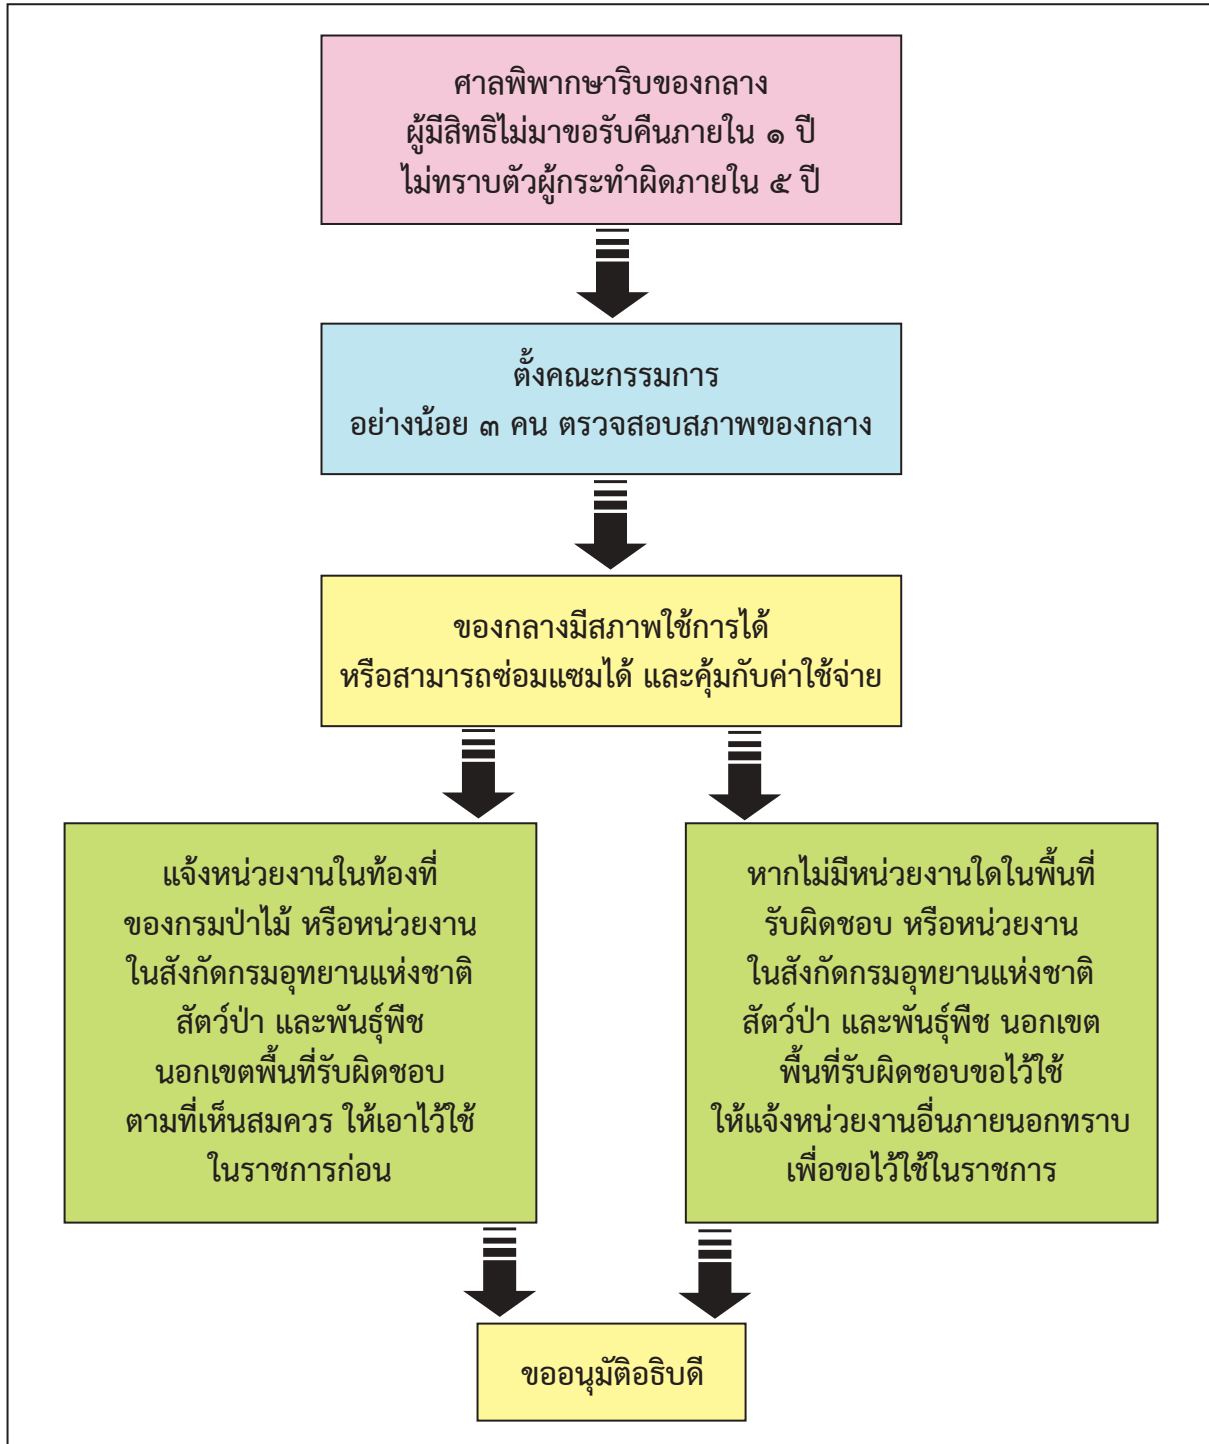 ศาลพิพากษาริบของกลาง
ผู้มีสิทธิไม่มาขอรับคืนภายใน ๑ ปี
ไม่ทราบตัวผู้กระทำผิดภายใน ๕ ปี
ตั้งคณะกรรมการ
อย่างน้อย ๓ คน ตรวจสอบสภาพของกลาง
ของกลางมีสภาพใช้การได้
หรือสามารถซ่อมแซมได้ และคุ้มกับค่าใช้จ่าย
แจ้งหน่วยงานในท้องที่
ของกรมป่าไม้ หรือหน่วยงาน
ในสังกัดกรมอุทยานแห่งชาติ
สัตว์ป่า และพันธุ์พืช
นอกเขตพื้นที่รับผิดชอบ
ตามที่เห็นสมควร ให้เอาไว้ใช้
ในราชการก่อน
หากไม่มีหน่วยงานใดในพื้นที่
รับผิดชอบ หรือหน่วยงาน
ในสังกัดกรมอุทยานแห่งชาติ
สัตว์ป่า และพันธุ์พืช นอกเขต
พื้นที่รับผิดชอบขอไว้ใช้
ให้แจ้งหน่วยงานอื่นภายนอกทราบ
เพื่อขอไว้ใช้ในราชการ
ขออนุมัติอธิบดี